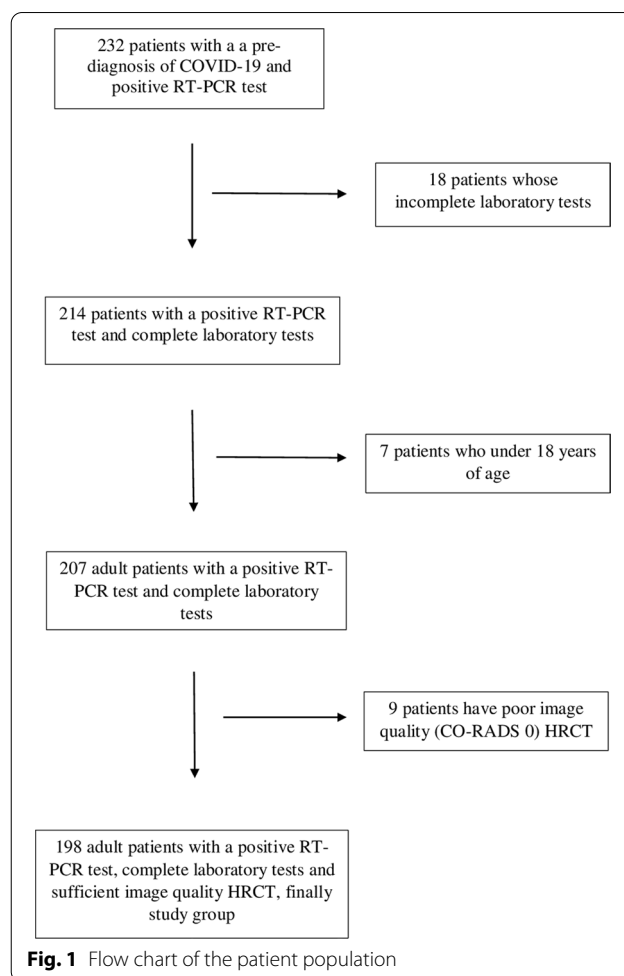 232 patients with a a pre-
diagnosis of COVID-19 and
positive RT-PCR test
18 patients whose
incomplete laboratory tests
214 patients with a positive RT-PCR
test and complete laboratory tests
7 patients who under 18 years
of age
207 adult patients with a positive RT-
PCR test and complete laboratory
tests
9 patients have poor image
quality (CO-RADS 0) HRCT
198 adult patients with a positive RT-
PCR test, complete laboratory tests and
sufficient image quality HRCT, finally
study group
Fig. 1 Flow chart of the patient population